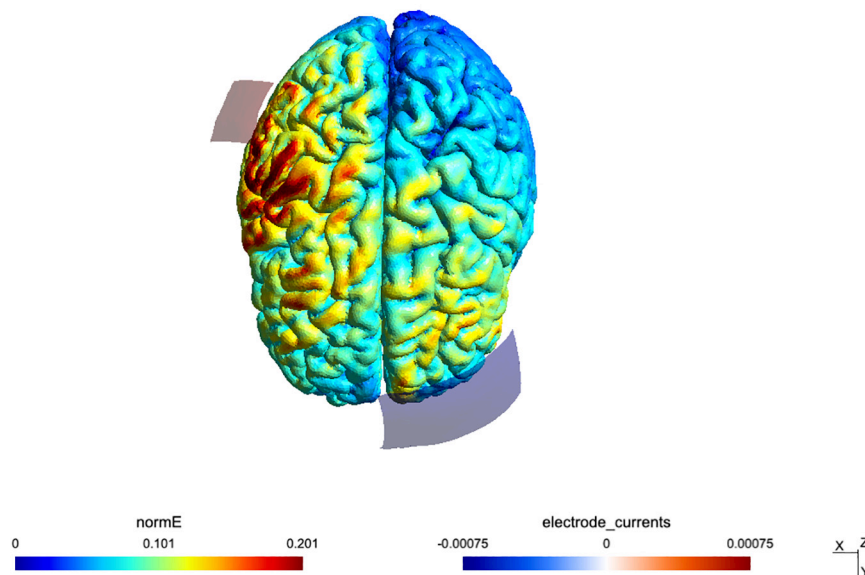 normE
0 0.101 0.201
electrode_currents
-0.00075 0 0.00075
X Z
Y